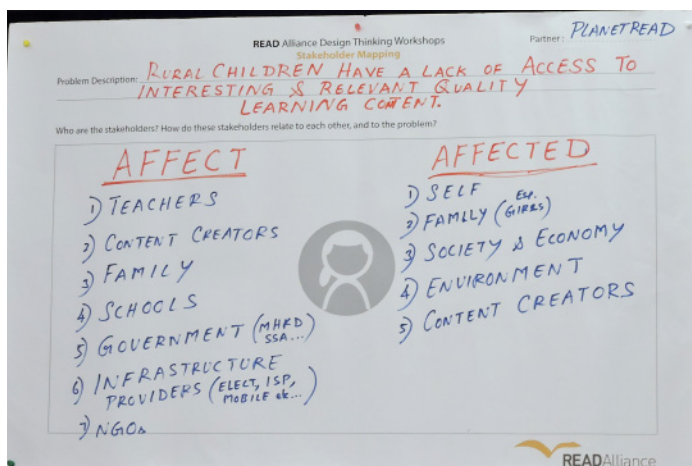 READ Alliance Design Thinking Workshops
Partner: PLANETREAD
Stakeholder Mapping
Problem Description: RURAL CHILDREN HAVE A LACK OF ACCESS TO
INTERESTING & RELEVANT QUALITY
LEARNING CONTENT.
Who are the stakeholders? How do these stakeholders relate to each other, and to the problem?
AFFECT
1) TEACHERS
2) CONTENT CREATORS
3) FAMILY
4) SCHOOLS
5) GOVERNMENT (MHRD
SSA...)
6) INFRASTRUCTURE
PROVIDERS (ELECT, ISP,
MOBILE etc...)
7) NGOs
AFFECTED
1) SELF
2) FAMILY (Esp.
GIRLS)
3) SOCIETY & ECONOMY
4) ENVIRONMENT
5) CONTENT CREATORS
READAlliance